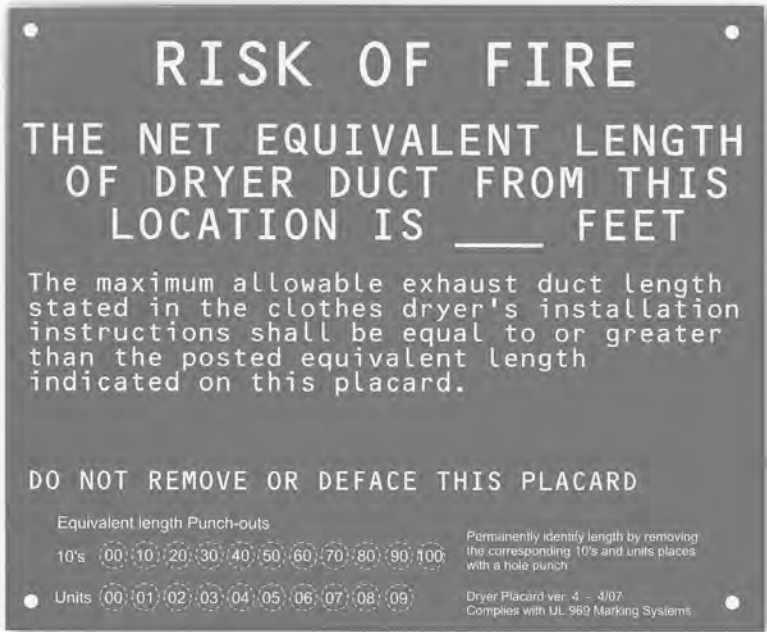 RISK OF FIRE
THE NET EQUIVALENT LENGTH
OF DRYER DUCT FROM THIS
LOCATION IS ___ FEET
The maximum allowable exhaust duct length
stated in the clothes dryer's installation
instructions shall be equal to or greater
than the posted equivalent length
indicated on this placard.
DO NOT REMOVE OR DEFACE THIS PLACARD
Equivalent length Punch-outs
10's 00 10 20 30 40 50 60 70 80 90 100
Units 00 01 02 03 04 05 06 07 08 09
Permanently identify length by removing
the corresponding 10's and units places
with a hole punch
Dryer Placard ver. 4 - 4/07
Complies with UL 969 Marking Systems